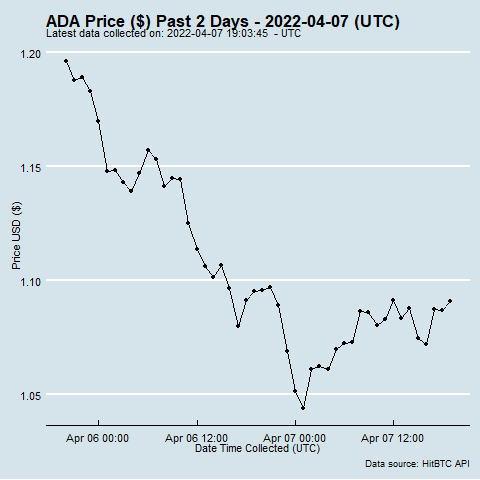 ADA Price ($) Past 2 Days - 2022-04-07 (UTC)
Latest data collected on: 2022-04-07 19:03:45 - UTC
1.20
1.15
1.10
1.05
Price USD ($)
Apr 06 00:00 Apr 06 12:00 Apr 07 00:00 Apr 07 12:00
Date Time Collected (UTC)
Data source: HitBTC API